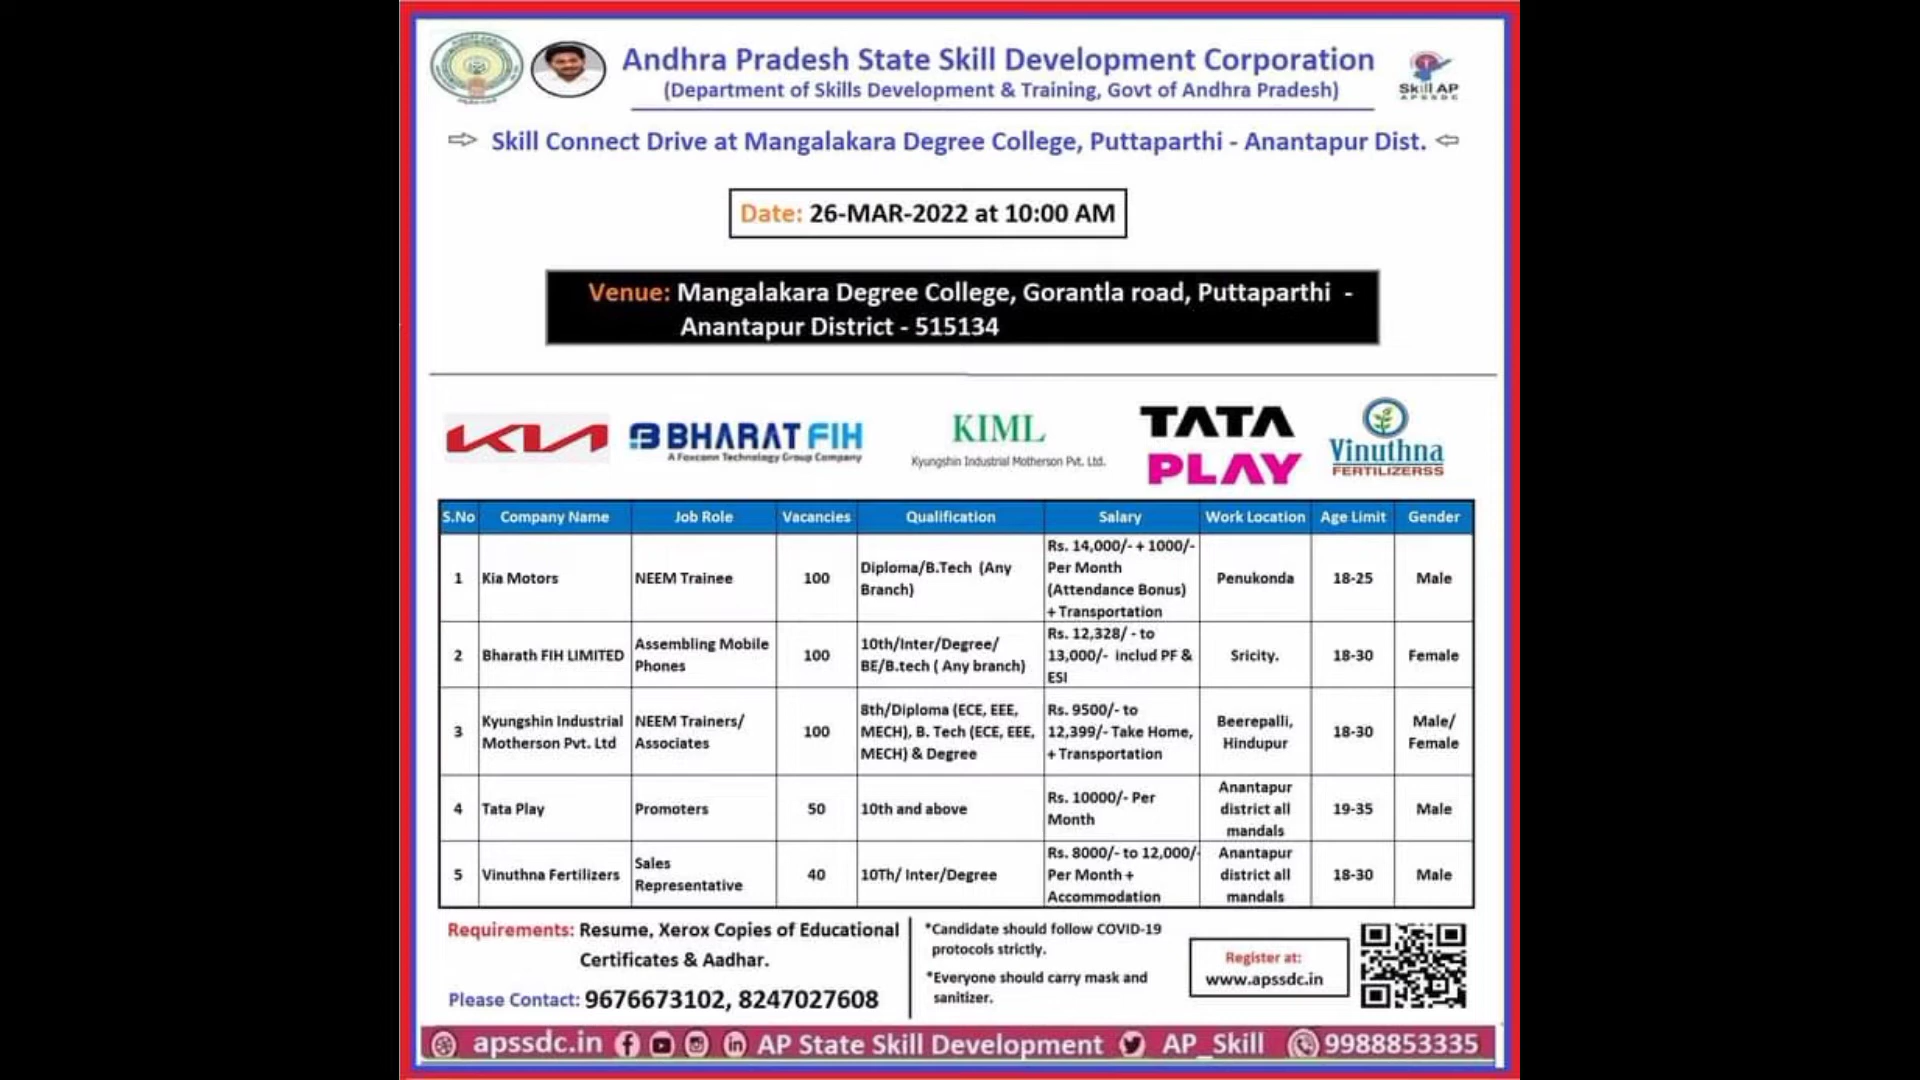 Andhra Pradesh State Skill Development Corporation
(Department of Skills Development & Training, Govt of Andhra Pradesh)
Skill AP
APSSDC
Skill Connect Drive at Mangalakara Degree College, Puttaparthi - Anantapur Dist.
Date: 26-MAR-2022 at 10:00 AM
Venue: Mangalakara Degree College, Gorantla road, Puttaparthi -
Anantapur District - 515134
KIA
BHARAT FIH
A Foxconn Technology Group Company
KIML
Kyungshin Industrial Motherson Pvt. Ltd.
TATA
PLAY
Vinuthna
FERTILIZERSS
S.No Company Name Job Role Vacancies Qualification Salary Work Location Age Limit Gender
1 Kia Motors NEEM Trainee 100 Diploma/B.Tech (Any
Branch) Rs. 14,000/- + 1000/-
Per Month
(Attendance Bonus)
+ Transportation Penukonda 18-25 Male
2 Bharath FIH LIMITED Assembling Mobile
Phones 100 10th/Inter/Degree/
BE/B.tech ( Any branch) Rs. 12,328/ - to
13,000/- includ PF &
ESI Sricity. 18-30 Female
3 Kyungshin Industrial
Motherson Pvt. Ltd NEEM Trainers/
Associates 100 8th/Diploma (ECE, EEE,
MECH), B. Tech (ECE, EEE,
MECH) & Degree Rs. 9500/- to
12,399/- Take Home,
+ Transportation Beerepalli,
Hindupur 18-30 Male/
Female
4 Tata Play Promoters 50 10th and above Rs. 10000/- Per
Month Anantapur
district all
mandals 19-35 Male
5 Vinuthna Fertilizers Sales
Representative 40 10Th/ Inter/Degree Rs. 8000/- to 12,000/-
Per Month +
Accommodation Anantapur
district all
mandals 18-30 Male
Requirements: Resume, Xerox Copies of Educational
Certificates & Aadhar.
Please Contact: 9676673102, 8247027608
*Candidate should follow COVID-19
protocols strictly.
*Everyone should carry mask and
sanitizer.
Register at:
www.apssdc.in
apssdc.in AP State Skill Development AP_Skill 9988853335